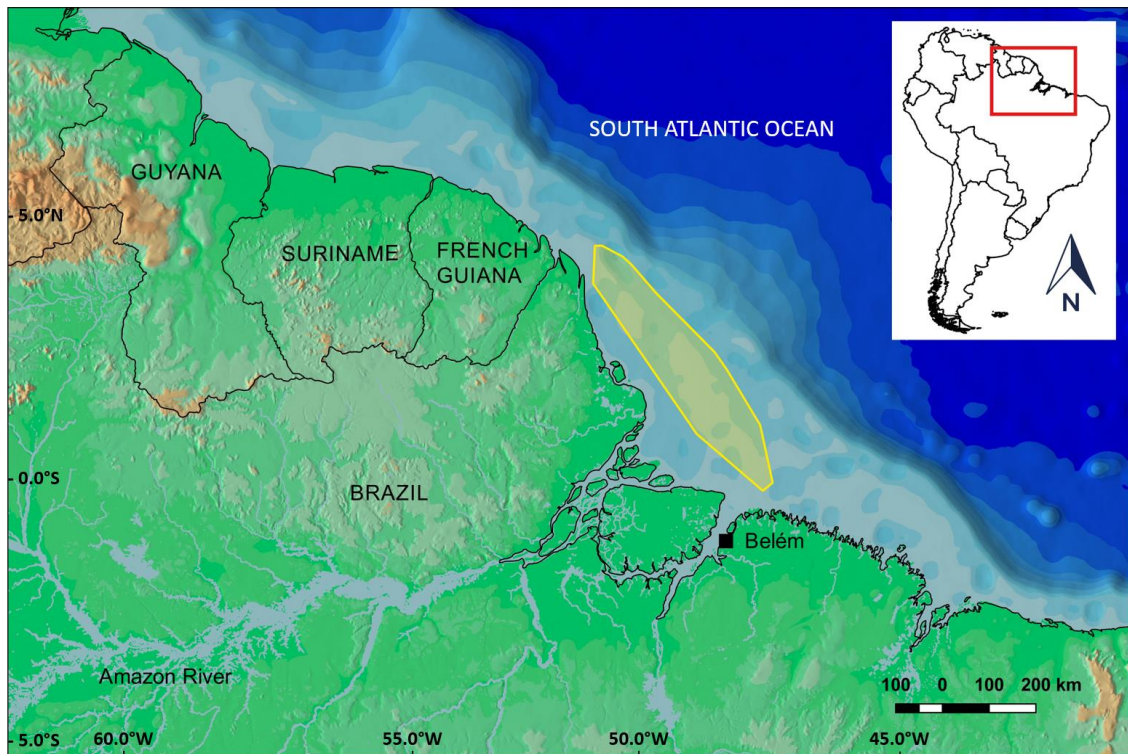 SOUTH ATLANTIC OCEAN
GUYANA
5.0°N
SURINAME
FRENCH
GUIANA
N
0.0°S
BRAZIL
Belém
Amazon River
100 0 100 200 km
5.0°S 60.0°W 55.0°W 50.0°W 45.0°W